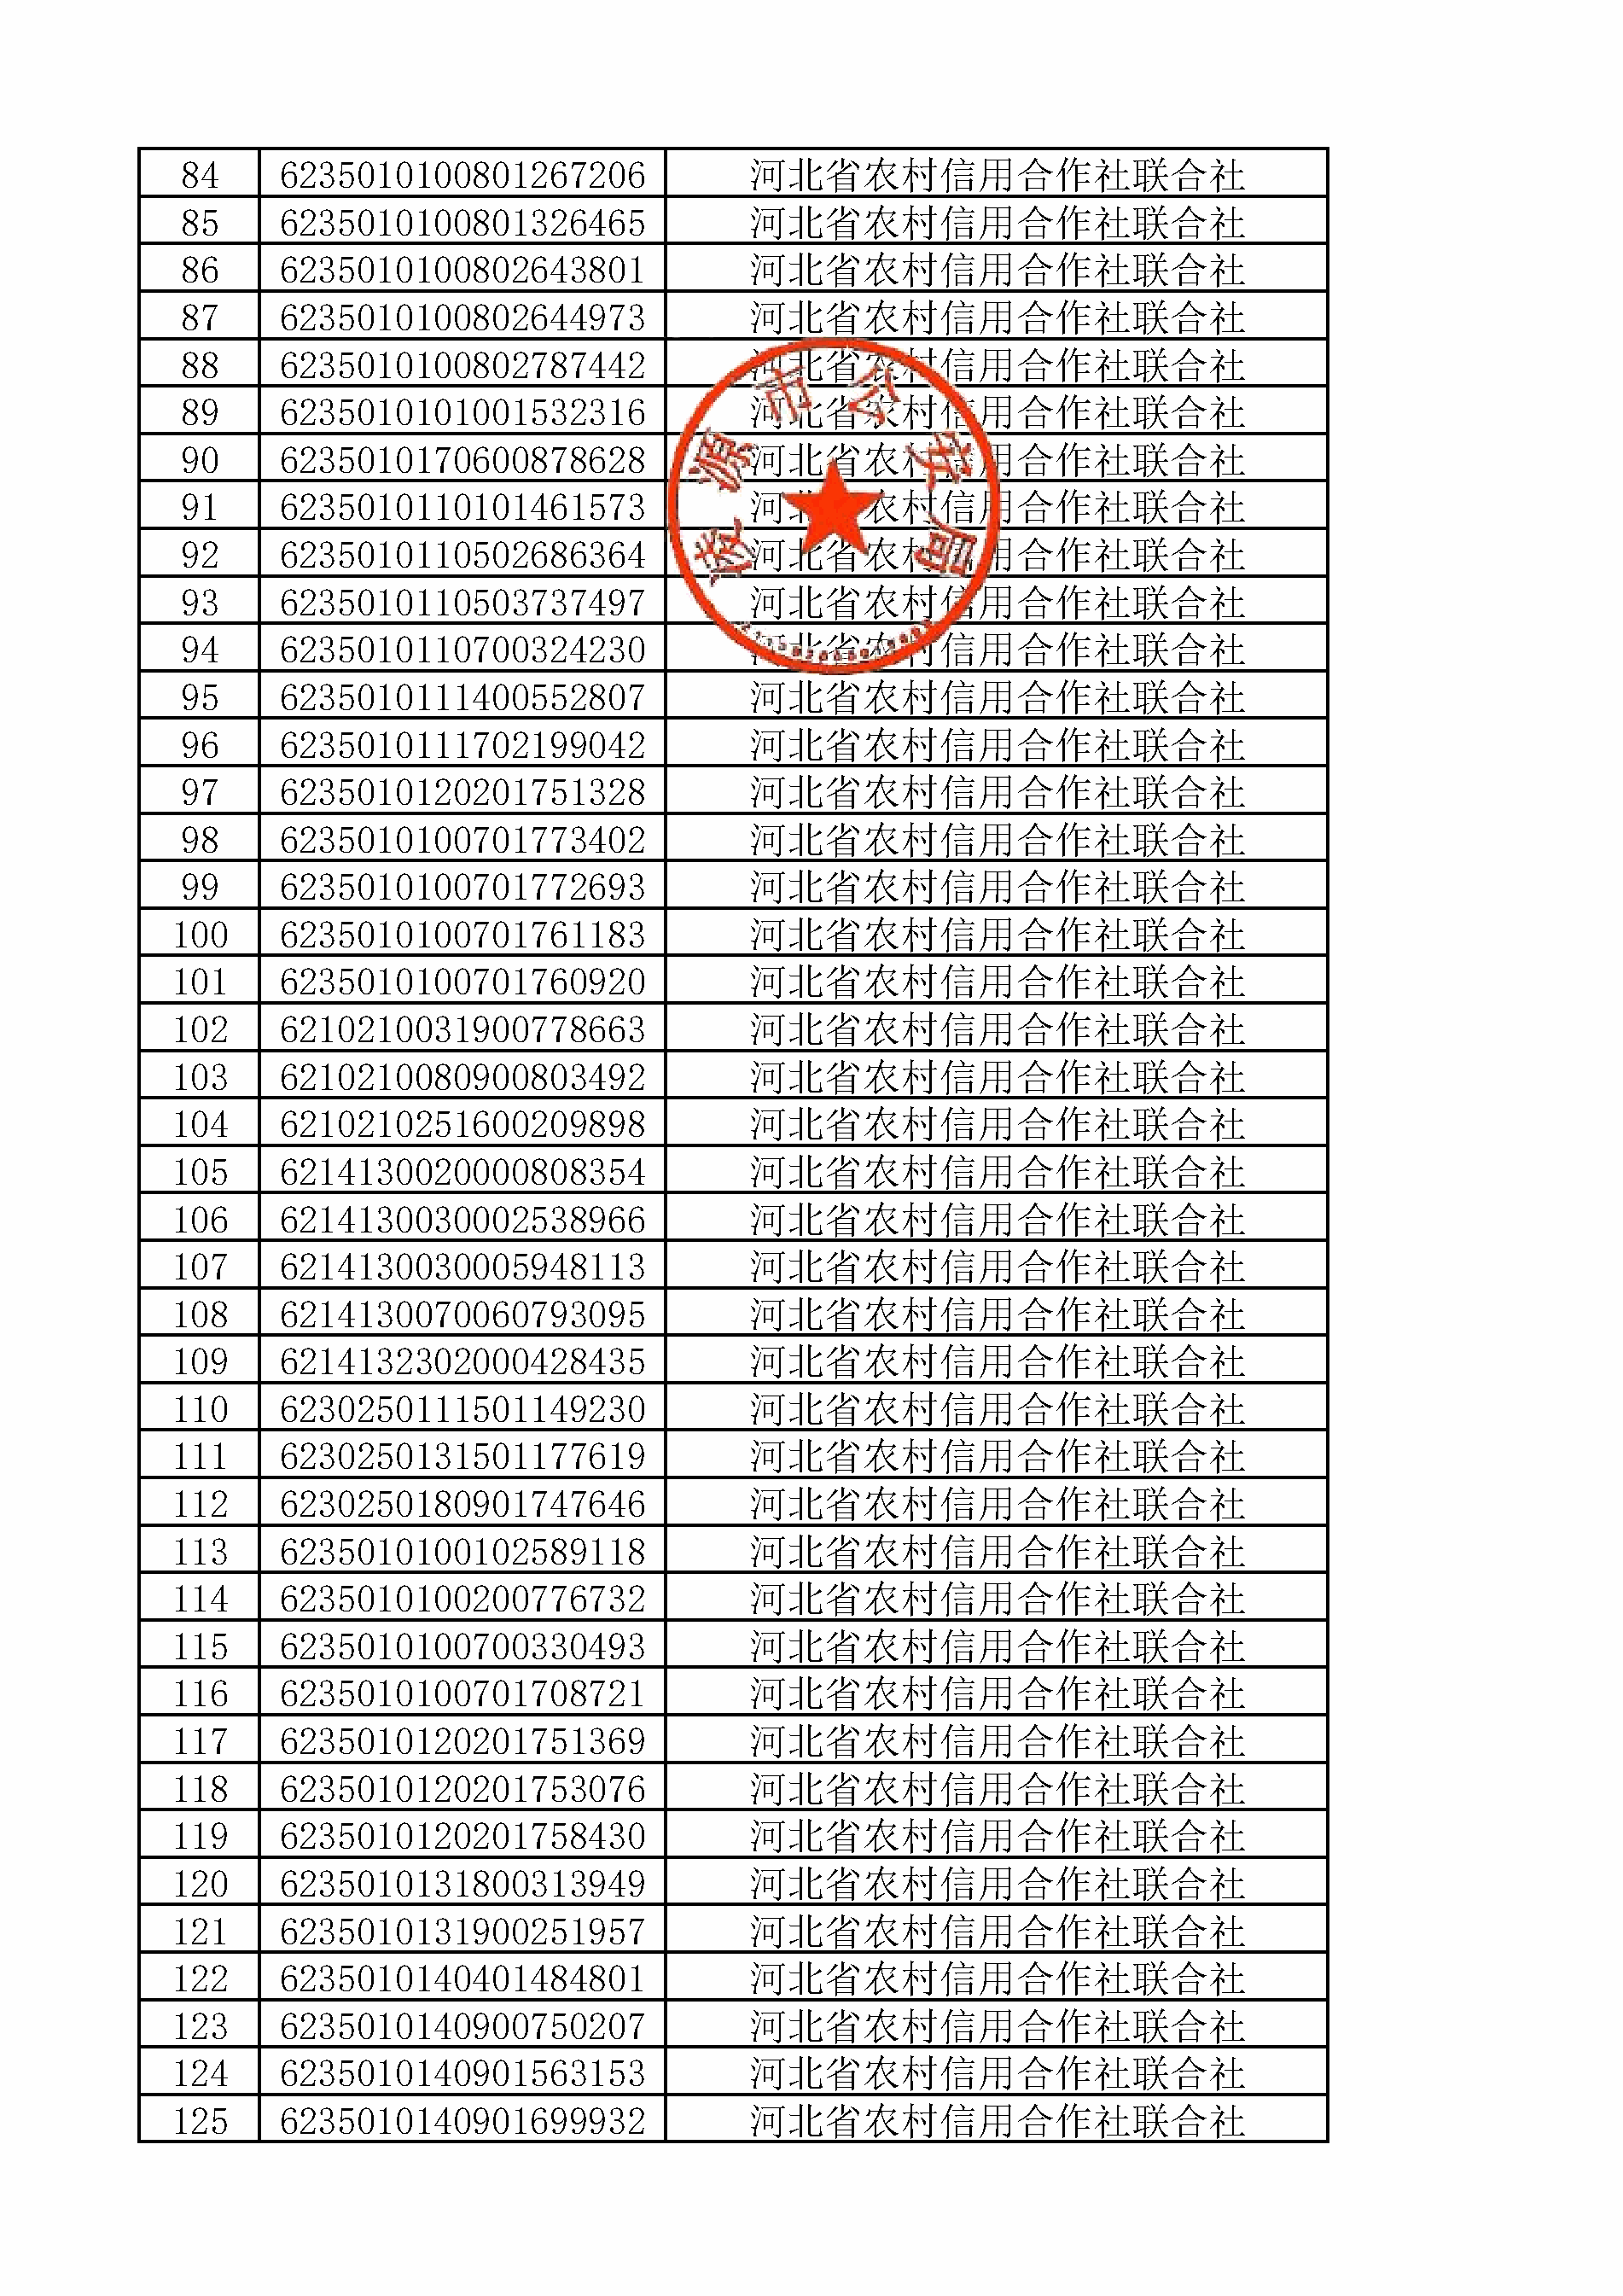 84 6235010100801267206 河北省农村信用合作社联合社
85 6235010100801326465 河北省农村信用合作社联合社
86 6235010100802643801 河北省农村信用合作社联合社
87 6235010100802644973 河北省农村信用合作社联合社
88 6235010100802787442 河北省农村信用合作社联合社
89 6235010101001532316 河北省农村信用合作社联合社
90 6235010170600878628 河北省农村信用合作社联合社
91 6235010110101461573 河北省农村信用合作社联合社
92 6235010110502686364 河北省农村信用合作社联合社
93 6235010110503737497 河北省农村信用合作社联合社
94 6235010110700324230 河北省农村信用合作社联合社
凌源市公安局
95 6235010111400552807 河北省农村信用合作社联合社
96 6235010111702199042 河北省农村信用合作社联合社
97 6235010120201751328 河北省农村信用合作社联合社
98 6235010100701773402 河北省农村信用合作社联合社
99 6235010100701772693 河北省农村信用合作社联合社
100 6235010100701761183 河北省农村信用合作社联合社
101 6235010100701760920 河北省农村信用合作社联合社
102 6210210031900778663 河北省农村信用合作社联合社
103 6210210080900803492 河北省农村信用合作社联合社
104 6210210251600209898 河北省农村信用合作社联合社
105 6214130020000808354 河北省农村信用合作社联合社
106 6214130030002538966 河北省农村信用合作社联合社
107 6214130030005948113 河北省农村信用合作社联合社
108 6214130070060793095 河北省农村信用合作社联合社
109 6214132302000428435 河北省农村信用合作社联合社
110 6230250111501149230 河北省农村信用合作社联合社
111 6230250131501177619 河北省农村信用合作社联合社
112 6230250180901747646 河北省农村信用合作社联合社
113 6235010100102589118 河北省农村信用合作社联合社
114 6235010100200776732 河北省农村信用合作社联合社
115 6235010100700330493 河北省农村信用合作社联合社
116 6235010100701708721 河北省农村信用合作社联合社
117 6235010120201751369 河北省农村信用合作社联合社
118 6235010120201753076 河北省农村信用合作社联合社
119 6235010120201758430 河北省农村信用合作社联合社
120 6235010131800313949 河北省农村信用合作社联合社
121 6235010131900251957 河北省农村信用合作社联合社
122 6235010140401484801 河北省农村信用合作社联合社
123 6235010140900750207 河北省农村信用合作社联合社
124 6235010140901563153 河北省农村信用合作社联合社
125 6235010140901699932 河北省农村信用合作社联合社